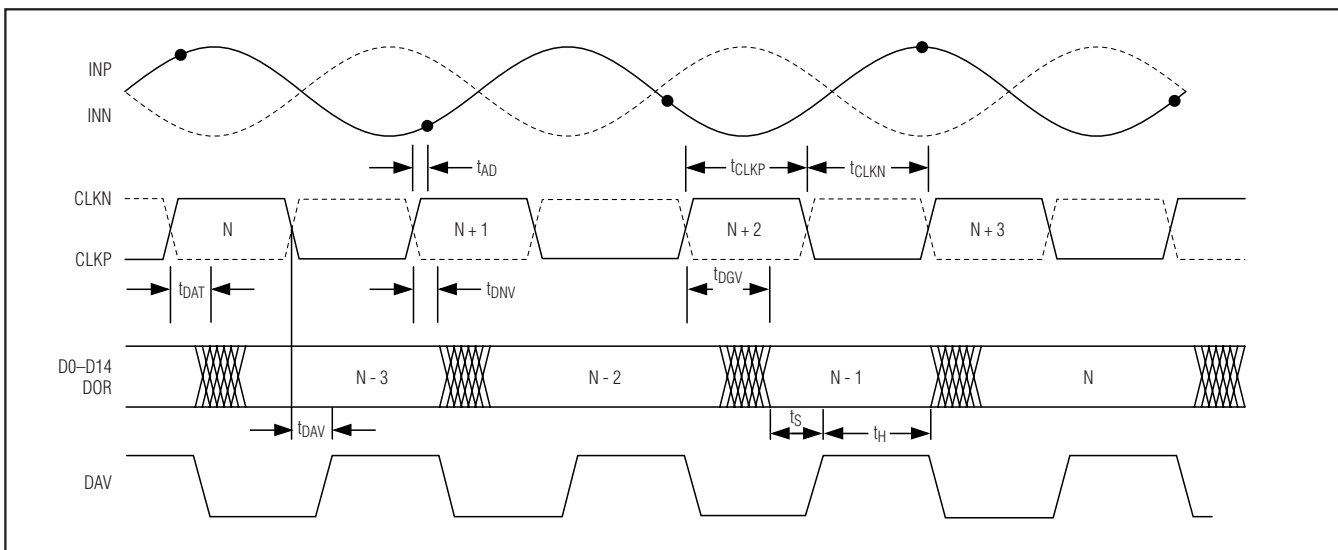 INP
INN
tAD
tCLKP
tCLKN
CLKN
N
N + 1
N + 2
N + 3
CLKP
tDAT
tDNV
tDGV
D0–D14
DOR
N - 3
N - 2
N - 1
N
tDAV
tS
tH
DAV